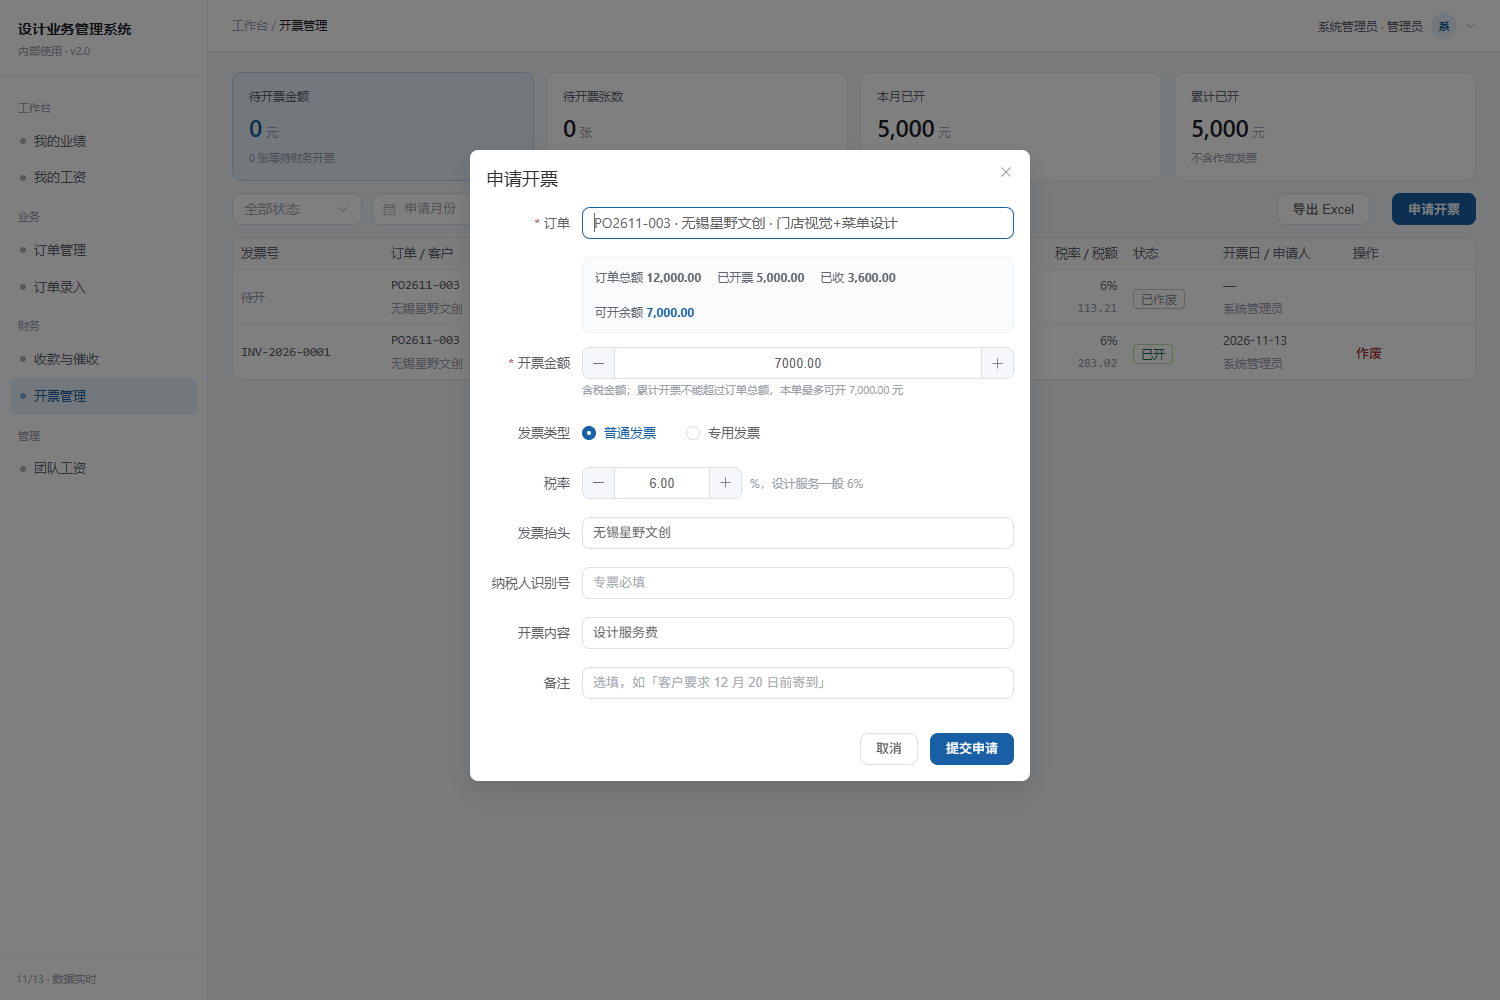 设计业务管理系统
内部使用 · v2.0
工作台
我的业绩
我的工资
业务
订单管理
订单录入
财务
收款与催收
开票管理
管理
团队工资
11/13 · 数据实时
工作台 / 开票管理
系统管理员 · 管理员
系
待开票金额
0 元
0 张等待财务开票
待开票张数
0 张
本月已开
5,000 元
累计已开
5,000 元
不含作废发票
全部状态
申请月份
导出 Excel
申请开票
发票号
订单 / 客户
税率 / 税额
状态
开票日 / 申请人
操作
待开
PO2611-003
无锡星野文创
6%
113.21
已作废
—
系统管理员
INV-2026-0001
PO2611-003
无锡星野文创
6%
283.02
已开
2026-11-13
系统管理员
作废
申请开票
* 订单
PO2611-003 · 无锡星野文创 · 门店视觉+菜单设计
订单总额 12,000.00 已开票 5,000.00 已收 3,600.00
可开余额 7,000.00
* 开票金额
7000.00
含税金额；累计开票不能超过订单总额，本单最多可开 7,000.00 元
发票类型
普通发票
专用发票
税率
6.00
%，设计服务一般 6%
发票抬头
无锡星野文创
纳税人识别号
专票必填
开票内容
设计服务费
备注
选填，如「客户要求 12 月 20 日前寄到」
取消
提交申请